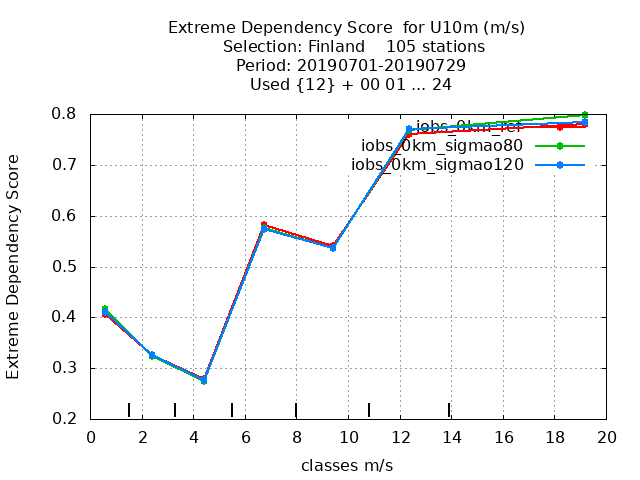 Extreme Dependency Score  for U10m (m/s)
Selection: Finland    105 stations
Period: 20190701-20190729
Used {12} + 00 01 ... 24
Extreme Dependency Score
0.8
0.7
0.6
0.5
0.4
0.3
0.2
iobs_0km_ref
iobs_0km_sigmao80
iobs_0km_sigmao120
0 2 4 6 8 10 12 14 16 18 20
classes m/s